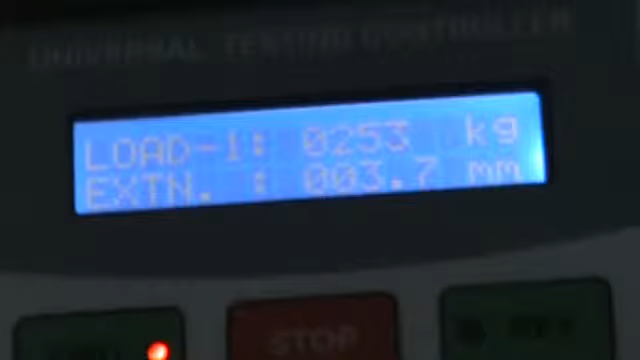 UNIVERSAL TESTING CONTROLLER
LOAD-1: 0253 kg
EXTN. : 003.7 mm
STOP